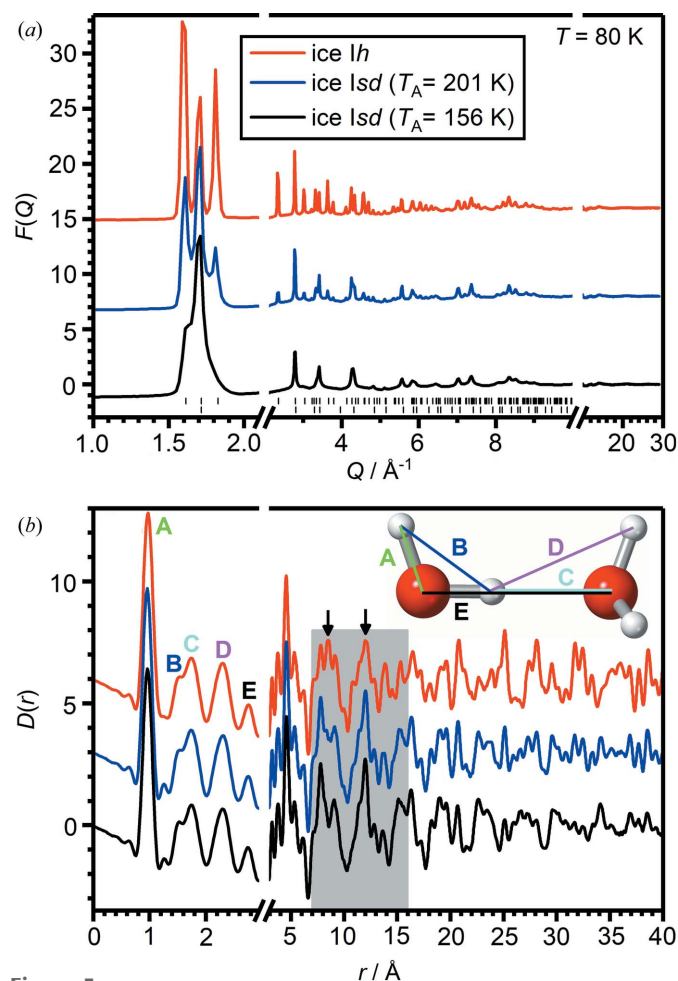 (a)
T = 80 K
ice Ih
ice Isd (TA= 201 K)
ice Isd (TA= 156 K)
F(Q)
30
25
20
15
10
5
0
1.0 1.5 2.0 4 6 8 20 30
Q / Å-1
(b)
A
B
C
D
E
A
B
C
D
E
D(r)
10
5
0
0 1 2 5 10 15 20 25 30 35 40
r / Å